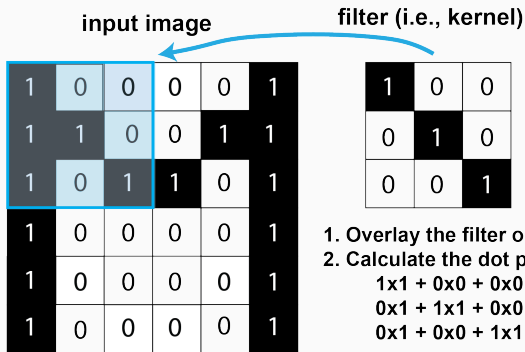 input image
filter (i.e., kernel)
1 0 0 0 0 1
1 1 0 0 1 1
1 0 1 1 0 1
1 0 0 0 0 1
1 0 0 0 0 1
1 0 0 0 0 1
1 0 0
0 1 0
0 0 1
1. Overlay the filter o
2. Calculate the dot p
1x1 + 0x0 + 0x0
0x1 + 1x1 + 0x0
0x1 + 0x0 + 1x1